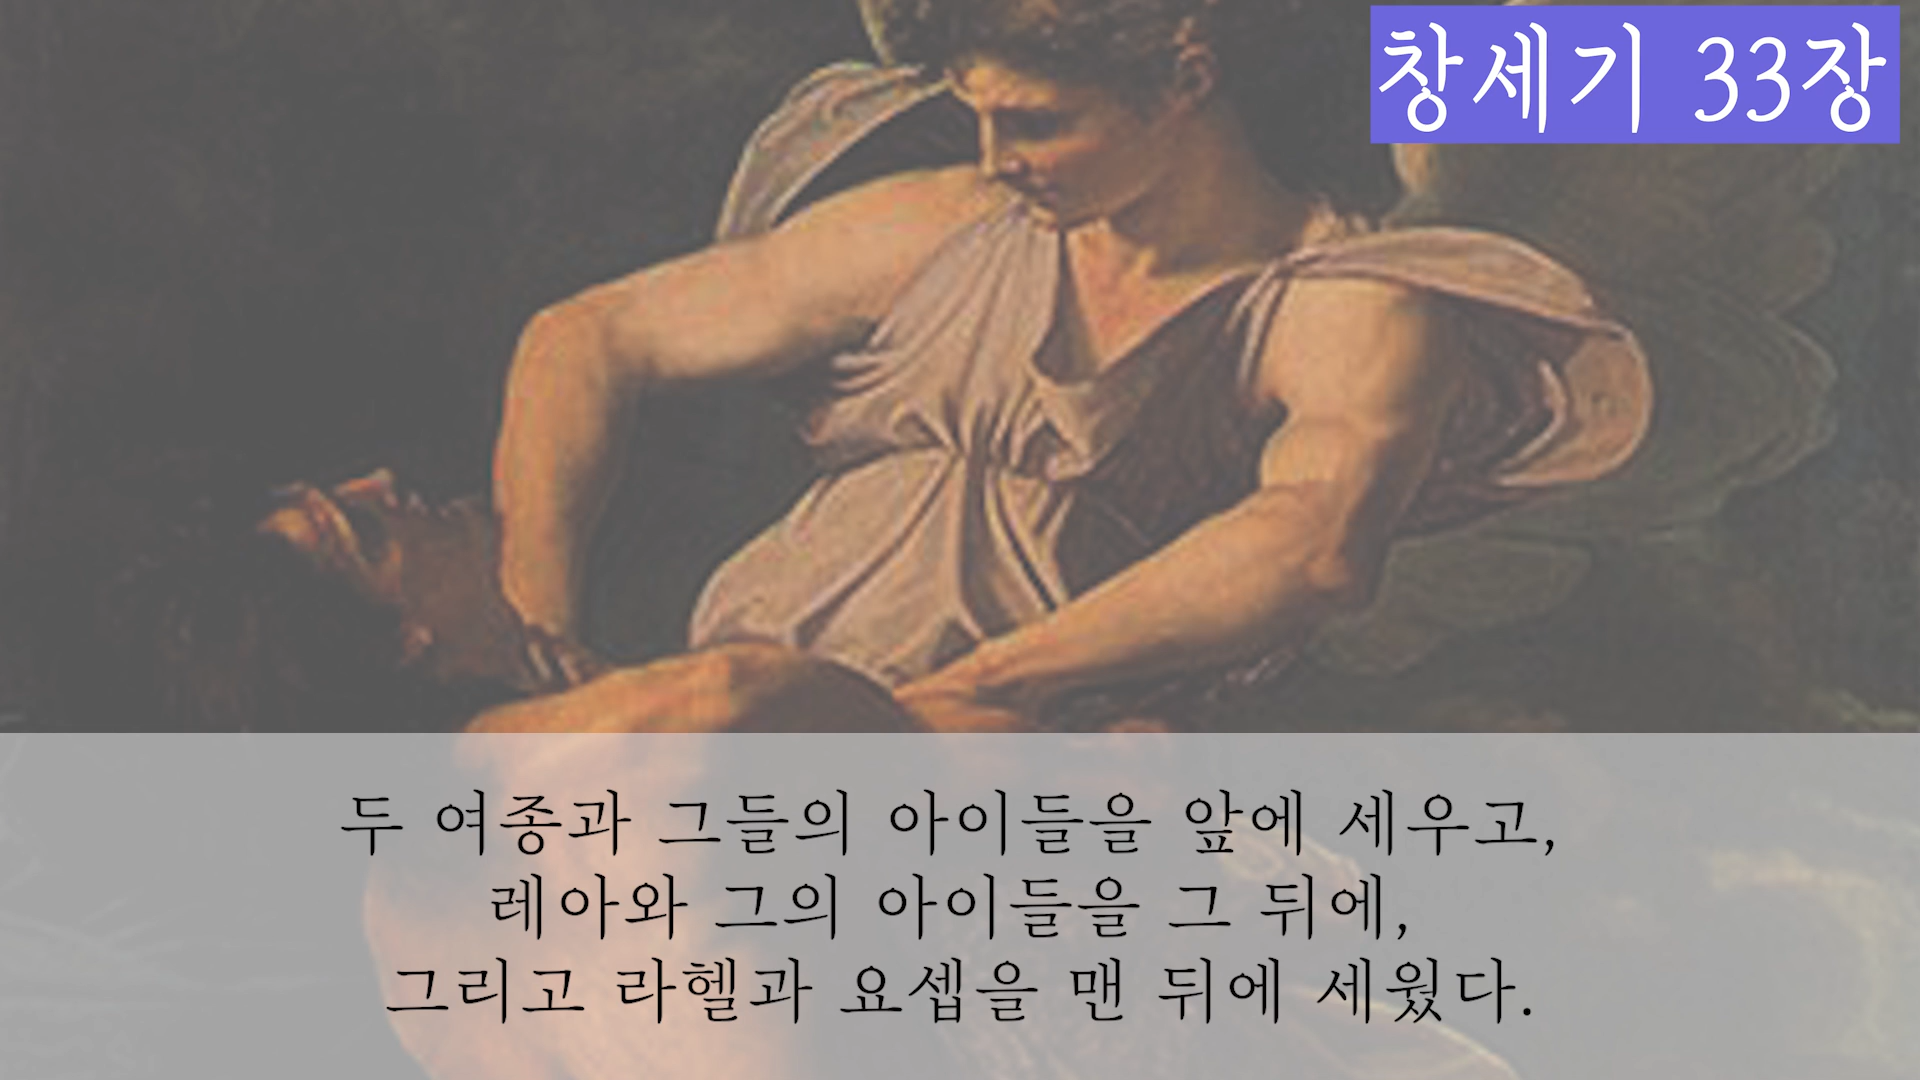 창세기 33장
두 여종과 그들의 아이들을 앞에 세우고,
레아와 그의 아이들을 그 뒤에,
그리고 라헬과 요셉을 맨 뒤에 세웠다.